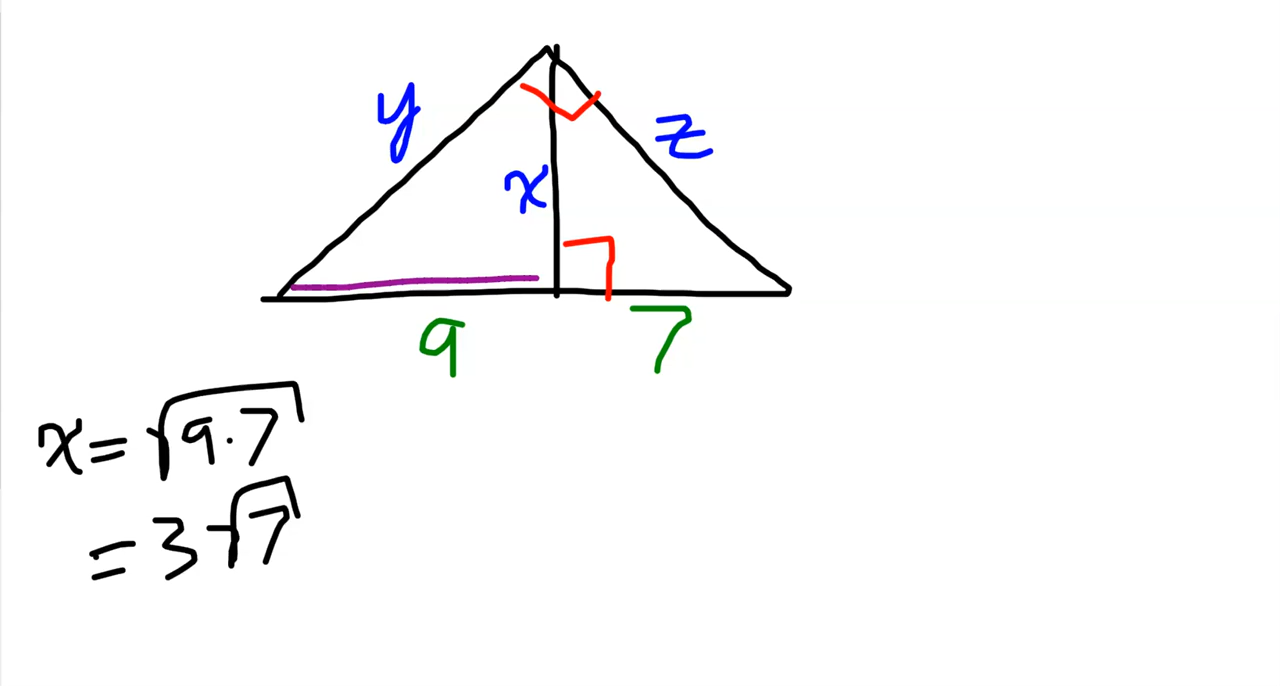 y
z
x
9 7
x = √9·7
= 3√7